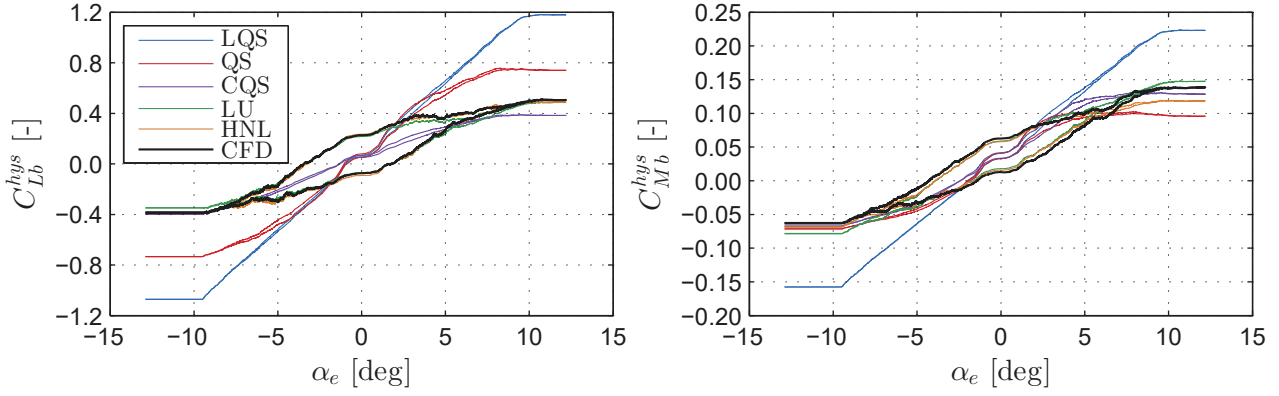 1.2
0.8
0.4
0.0
−0.4
−0.8
−1.2
C_{Lb}^{hys} [-]
LQS
QS
CQS
LU
HNL
CFD
−15 −10 −5 0 5 10 15
α_e [deg]
0.25
0.20
0.15
0.10
0.05
0.00
−0.05
−0.10
−0.15
0.20
C_{Mb}^{hys} [-]
−15 −10 −5 0 5 10 15
α_e [deg]